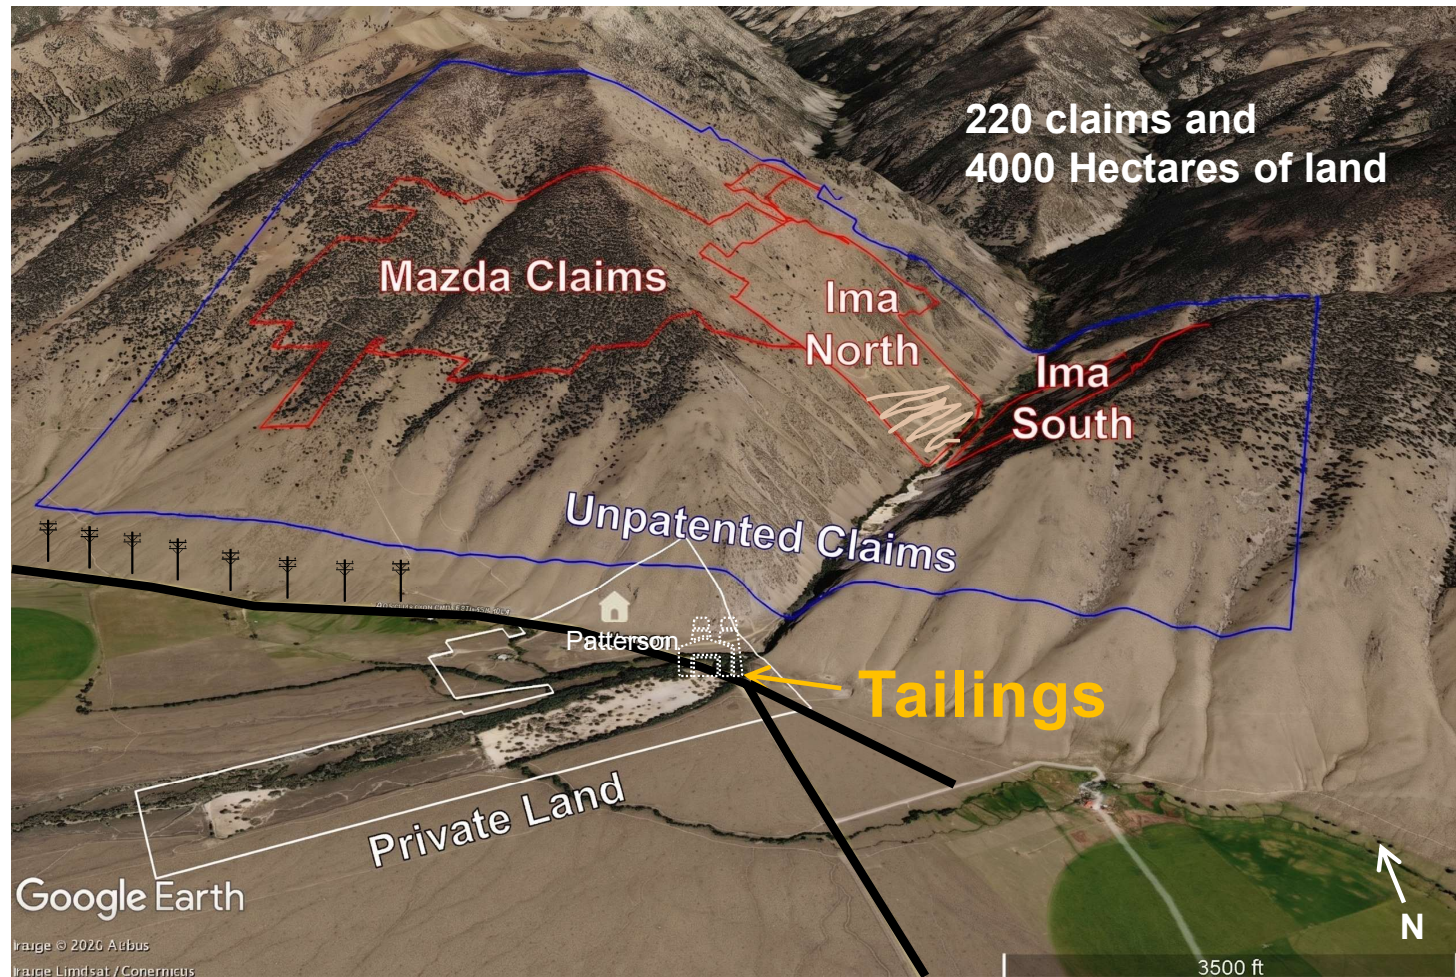 220 claims and
4000 Hectares of land
Mazda Claims
Ima
North
Ima
South
Unpatented Claims
Patterson
Tailings
Private Land
Google Earth
N
3500 ft